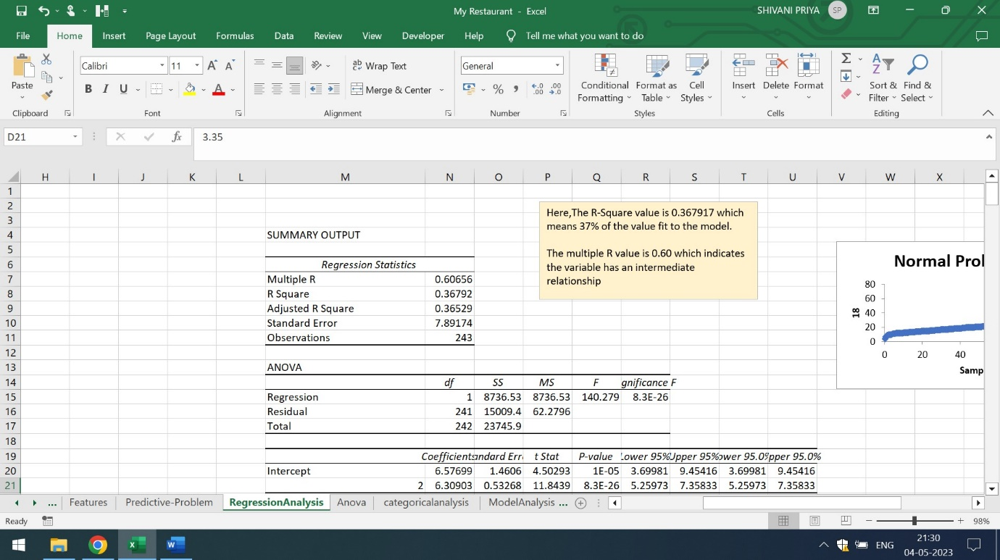 My Restaurant - Excel
SHIVANI PRIYA SP
File Home Insert Page Layout Formulas Data Review View Developer Help Tell me what you want to do
Calibri 11 Wrap Text General
Paste B I U Merge & Center % Conditional Formatting Format as Table Cell Styles Insert Delete Format Sort & Filter Find & Select
Clipboard Font Alignment Number Styles Cells Editing
D21 fx 3.35
H I J K L M N O P Q R S T U V W X
1
2
3
4 SUMMARY OUTPUT
5
6 Regression Statistics
7 Multiple R 0.60656
8 R Square 0.36792
9 Adjusted R Square 0.36529
10 Standard Error 7.89174
11 Observations 243
12
13 ANOVA
14 df SS MS F gnificance F
15 Regression 1 8736.53 8736.53 140.279 8.3E-26
16 Residual 241 15009.4 62.2796
17 Total 242 23745.9
18
19 Coefficients andard Erro t Stat P-value Lower 95% Upper 95% ower 95.0% pper 95.0%
20 Intercept 6.57699 1.4606 4.50293 1E-05 3.69981 9.45416 3.69981 9.45416
21 2 6.30903 0.53268 11.8439 8.3E-26 5.25973 7.35833 5.25973 7.35833
Here,The R-Square value is 0.367917 which
means 37% of the value fit to the model.
The multiple R value is 0.60 which indicates
the variable has an intermediate
relationship
Normal Prol
80
60
40
20
0
18
0 20 40
Samp
... Features Predictive-Problem RegressionAnalysis Anova categoricalanalysis ModelAnalysis ...
Ready 98%
ENG 21:30
04-05-2023